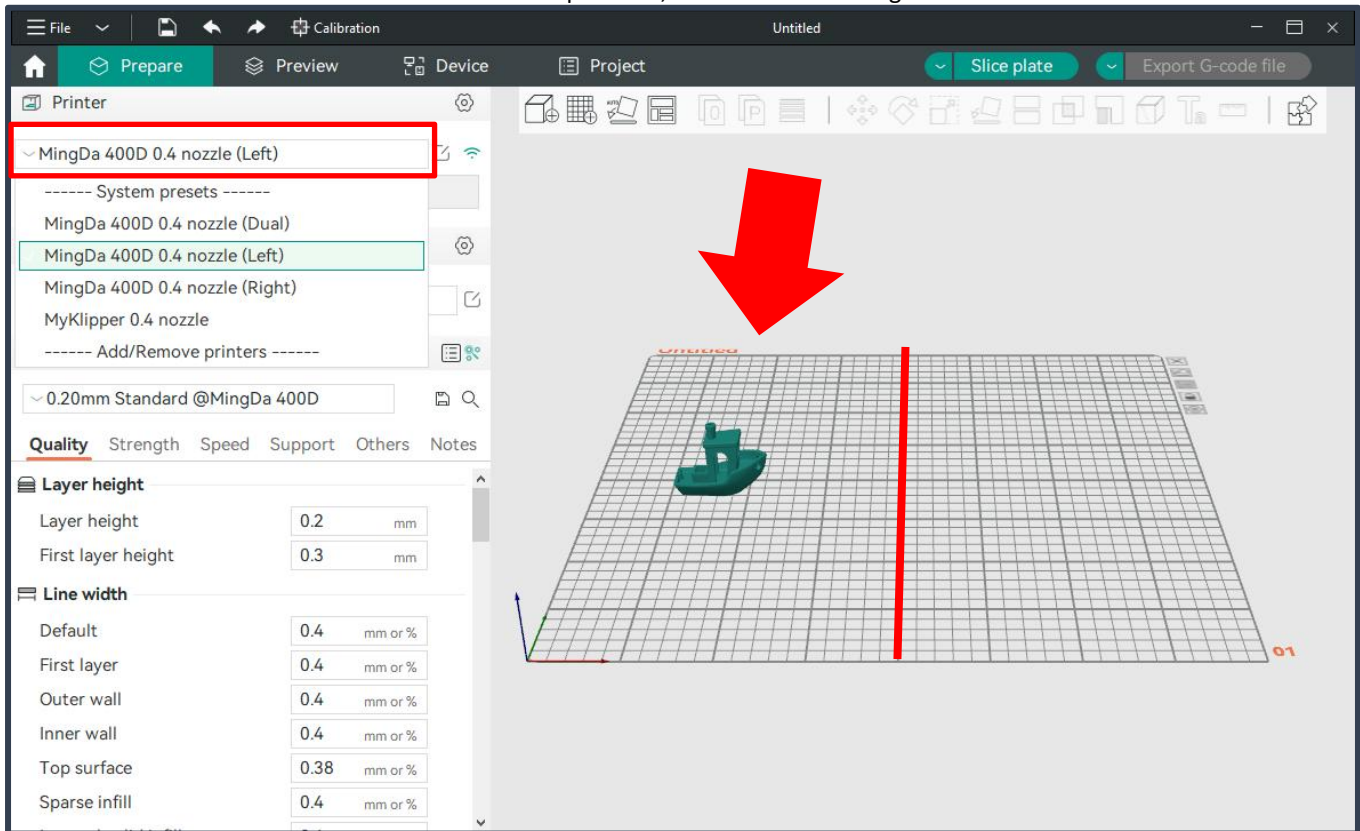 File
Calibration
Untitled
Prepare
Preview
Device
Project
Slice plate
Export G-code file
Printer
MingDa 400D 0.4 nozzle (Left)
------ System presets ------
MingDa 400D 0.4 nozzle (Dual)
MingDa 400D 0.4 nozzle (Left)
MingDa 400D 0.4 nozzle (Right)
MyKlipper 0.4 nozzle
------ Add/Remove printers ------
0.20mm Standard @MingDa 400D
Quality Strength Speed Support Others Notes
Layer height
Layer height 0.2 mm
First layer height 0.3 mm
Line width
Default 0.4 mm or %
First layer 0.4 mm or %
Outer wall 0.4 mm or %
Inner wall 0.4 mm or %
Top surface 0.38 mm or %
Sparse infill 0.4 mm or %
AUTO
Untitled
01